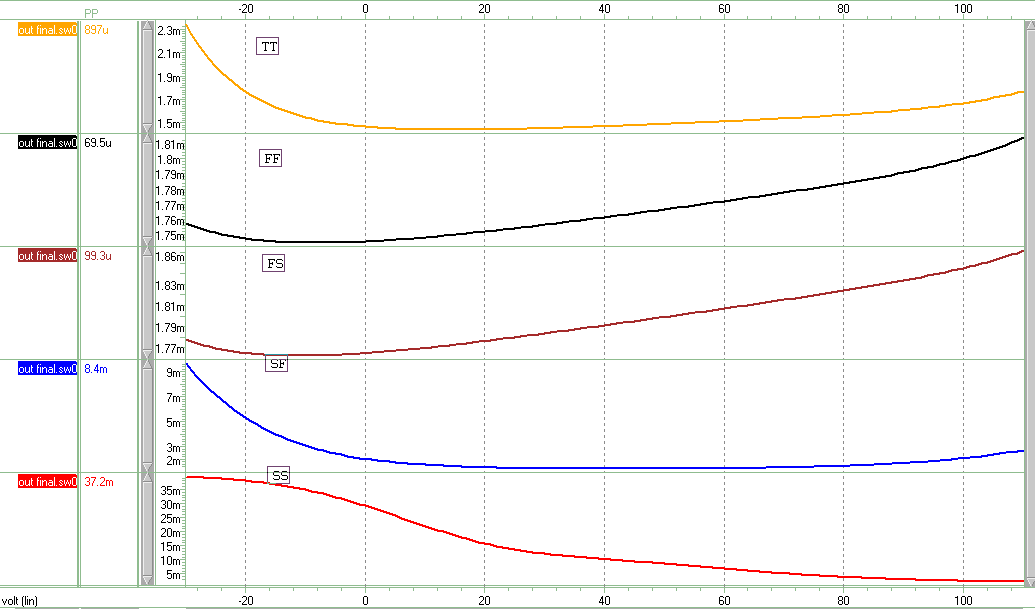 -20 0 20 40 60 80 100
PP
out final.sw0 897u
2.3m
2.1m
1.9m
1.7m
1.5m
TT
out final.sw0 69.5u
1.81m
1.8m
1.79m
1.78m
1.77m
1.76m
1.75m
FF
out final.sw0 99.3u
1.86m
1.83m
1.81m
1.79m
1.77m
FS
out final.sw0 8.4m
9m
7m
5m
3m
2m
SF
out final.sw0 37.2m
35m
30m
25m
20m
15m
10m
5m
SS
volt (lin) -20 0 20 40 60 80 100